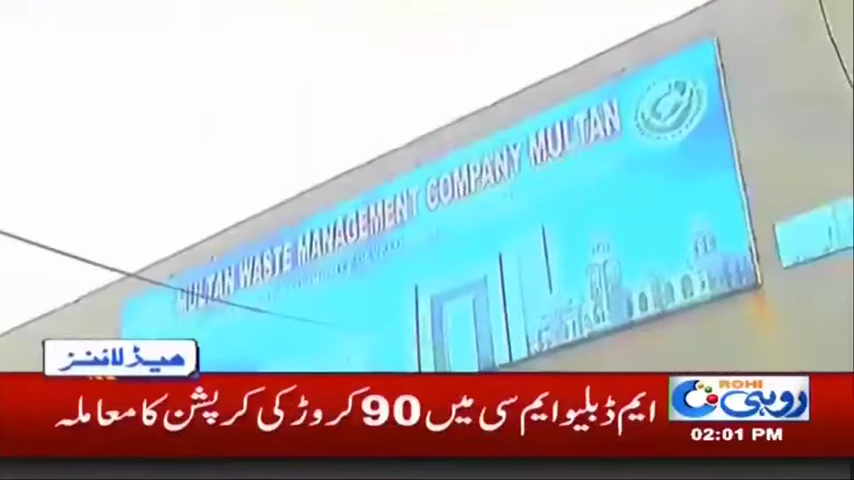 MULTAN WASTE MANAGEMENT COMPANY MULTAN
ہیڈلائنز
ایم ڈبلیو ایم سی میں 90 کروڑ کی کرپشن کا معاملہ
ROHI
روہی
02:01 PM